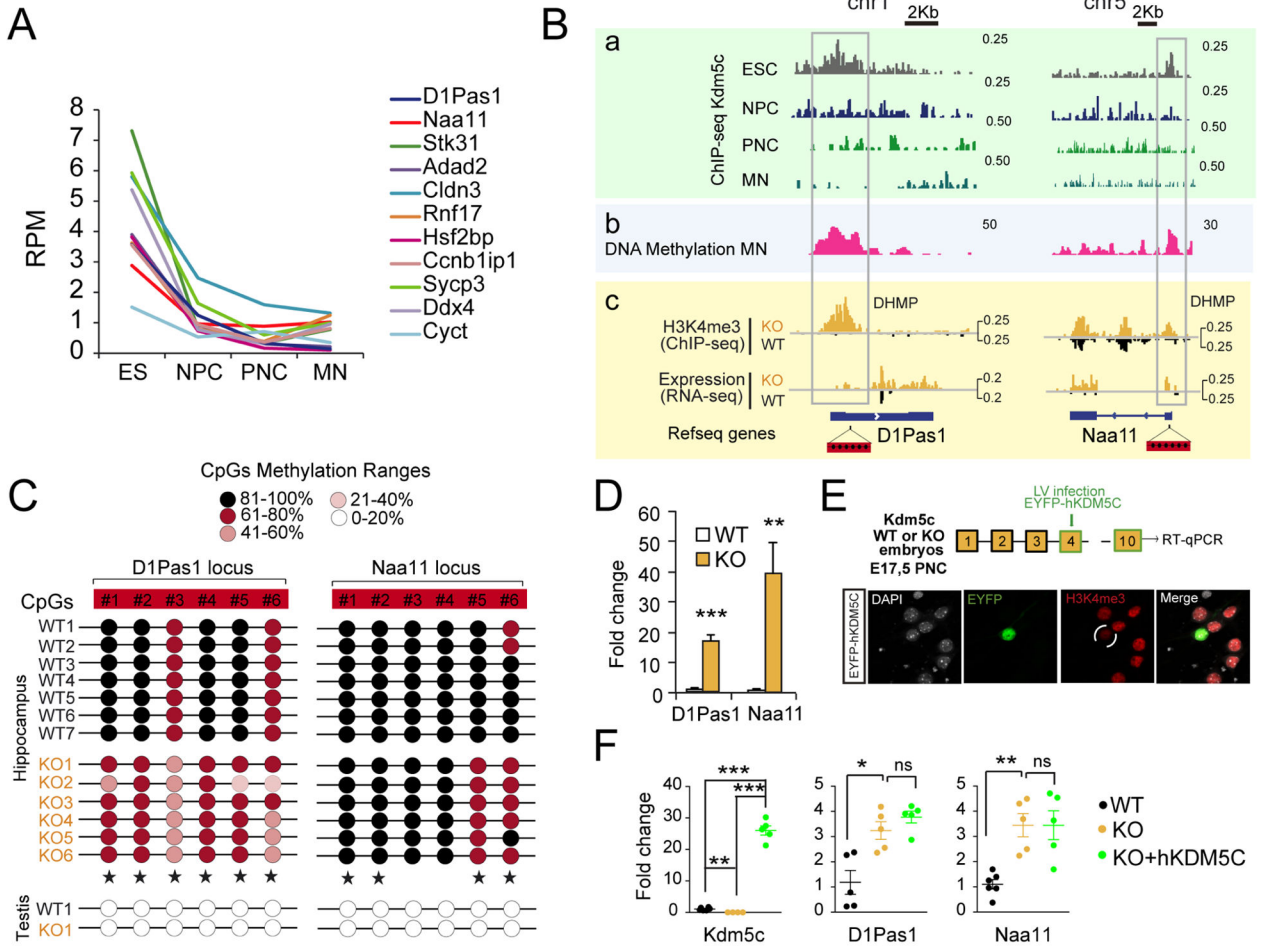 A
8
7
6
5
4
3
2
1
0
RPM
ES NPC PNC MN
D1Pas1
Naa11
Stk31
Adad2
Cldn3
Rnf17
Hsf2bp
Ccnb1ip1
Sycp3
Ddx4
Cyct
B
chr1 chr5
2Kb 2Kb
a
ChIP-seq Kdm5c
ESC 0.25 0.25
NPC 0.25 0.25
PNC 0.50 0.50
MN 0.50 0.50
b
DNA Methylation MN 50 30
c
DHMP DHMP
H3K4me3 KO 0.25 0.25
(ChIP-seq) WT 0.25 0.25
Expression KO 0.2 0.25
(RNA-seq) WT 0.2 0.25
Refseq genes D1Pas1 Naa11
C
CpGs Methylation Ranges
81-100% 21-40%
61-80% 0-20%
41-60%
D1Pas1 locus Naa11 locus
CpGs #1 #2 #3 #4 #5 #6 #1 #2 #3 #4 #5 #6
Hippocampus
WT1
WT2
WT3
WT4
WT5
WT6
WT7
KO1
KO2
KO3
KO4
KO5
KO6
★ ★ ★ ★ ★ ★ ★ ★ ★ ★
Testis
WT1
KO1
D
60
50
40
30
20
10
0
Fold change
WT
KO
*** **
D1Pas1 Naa11
E
LV infection
EYFP-hKDM5C
Kdm5c
WT or KO
embryos
E17,5 PNC
1 2 3 4 10 RT-qPCR
EYFP-hKDM5C
DAPI EYFP H3K4me3 Merge
F
Fold change
40
30
20
10
0
***
***
**
Kdm5c
5
4
3
2
1
0
* ns
D1Pas1
5
4
3
2
1
0
** ns
Naa11
WT
KO
KO+hKDM5C